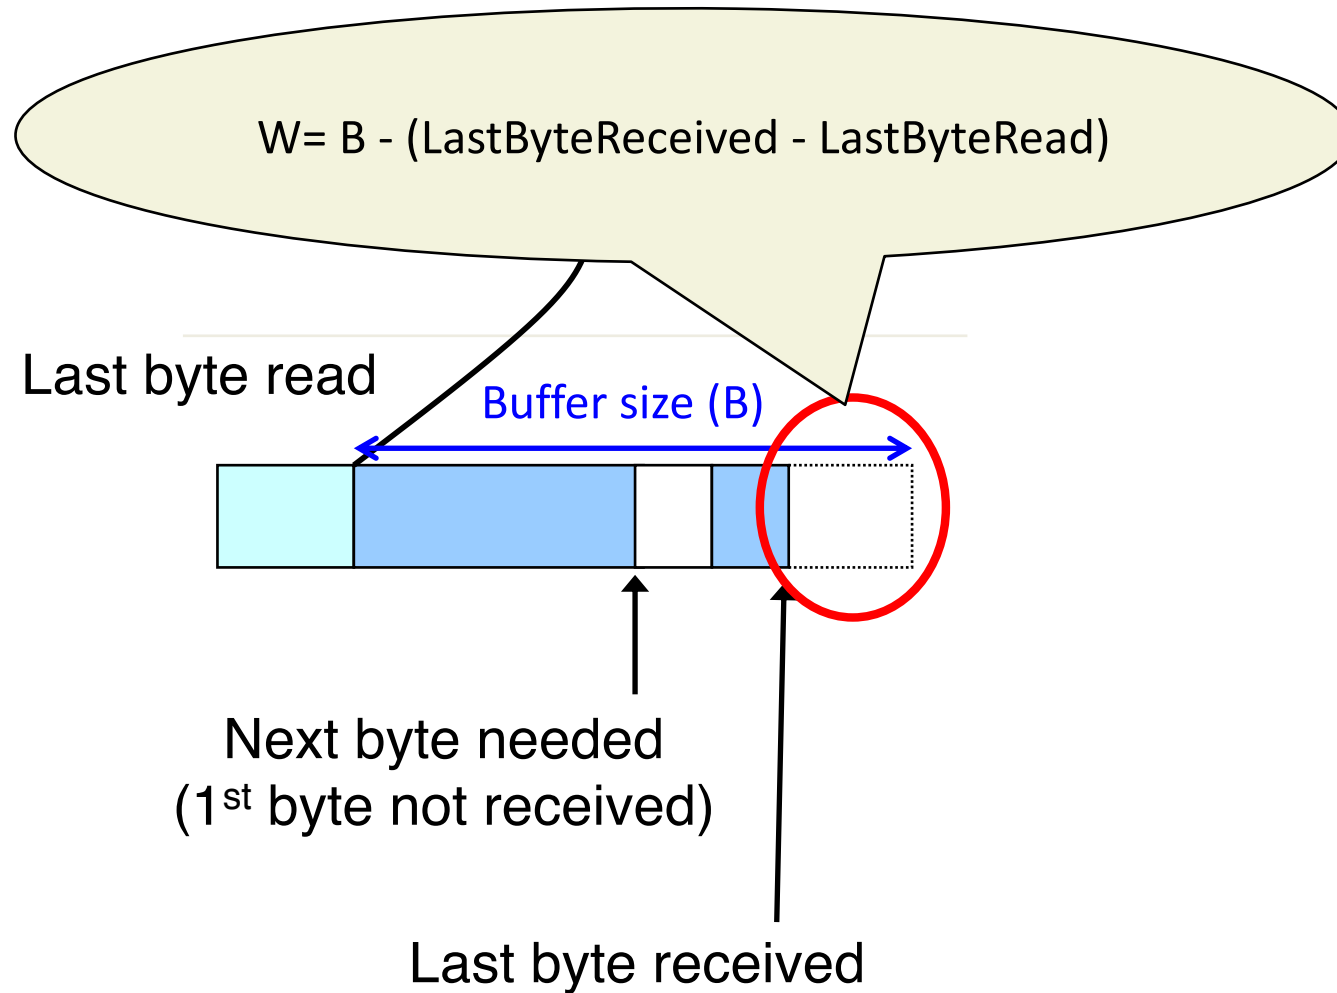 W= B - (LastByteReceived - LastByteRead)
Last byte read
Buffer size (B)
Next byte needed
(1st byte not received)
Last byte received